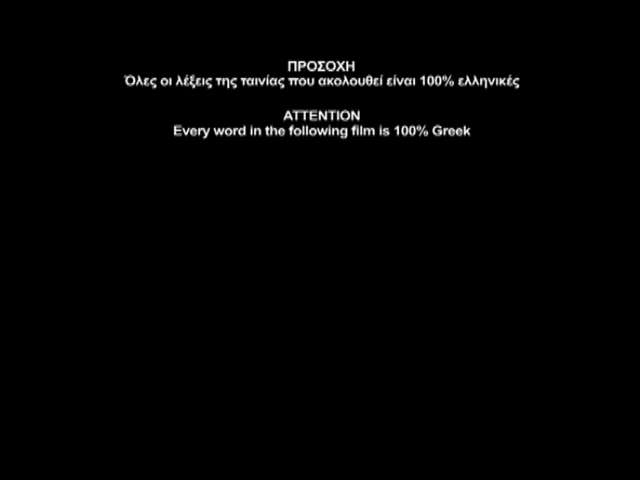 ΠΡΟΣΟΧΗ
Όλες οι λέξεις της ταινίας που ακολουθεί είναι 100% ελληνικές
ATTENTION
Every word in the following film is 100% Greek